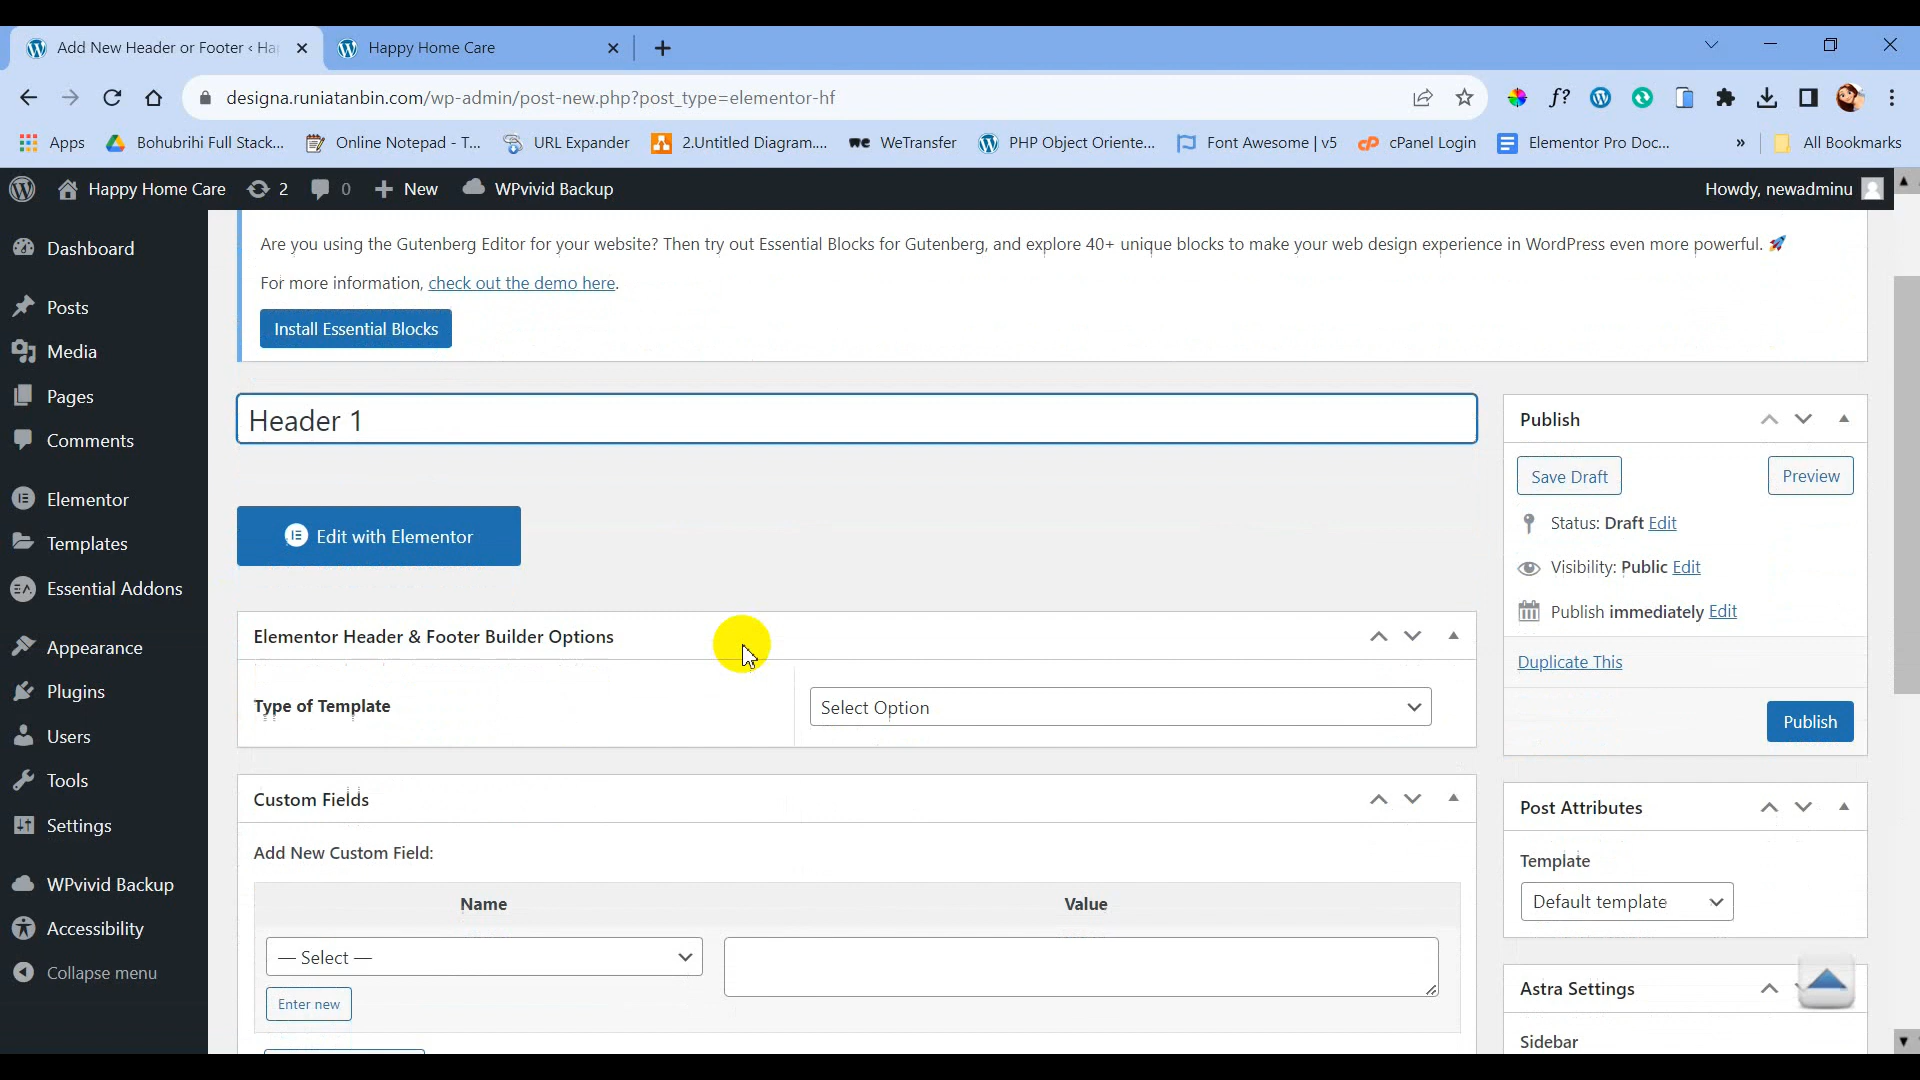 Add New Header or Footer ‹ Ha
Happy Home Care
designa.runiatanbin.com/wp-admin/post-new.php?post_type=elementor-hf
f?
Apps
Bohubrihi Full Stack...
Online Notepad - T...
URL Expander
2.Untitled Diagram....
WeTransfer
PHP Object Oriente...
Font Awesome | v5
cPanel Login
Elementor Pro Doc...
»
All Bookmarks
Happy Home Care
2
0
New
WPvivid Backup
Howdy, newadminu
Dashboard
Posts
Media
Pages
Comments
Elementor
Templates
Essential Addons
Appearance
Plugins
Users
Tools
Settings
WPvivid Backup
Accessibility
Collapse menu
Are you using the Gutenberg Editor for your website? Then try out Essential Blocks for Gutenberg, and explore 40+ unique blocks to make your web design experience in WordPress even more powerful. 🚀
For more information, check out the demo here.
Install Essential Blocks
Header 1
Edit with Elementor
Elementor Header & Footer Builder Options
Type of Template
Select Option
Custom Fields
Add New Custom Field:
Name
Value
— Select —
Enter new
Publish
Save Draft
Preview
Status: Draft Edit
Visibility: Public Edit
Publish immediately Edit
Duplicate This
Publish
Post Attributes
Template
Default template
Astra Settings
Sidebar